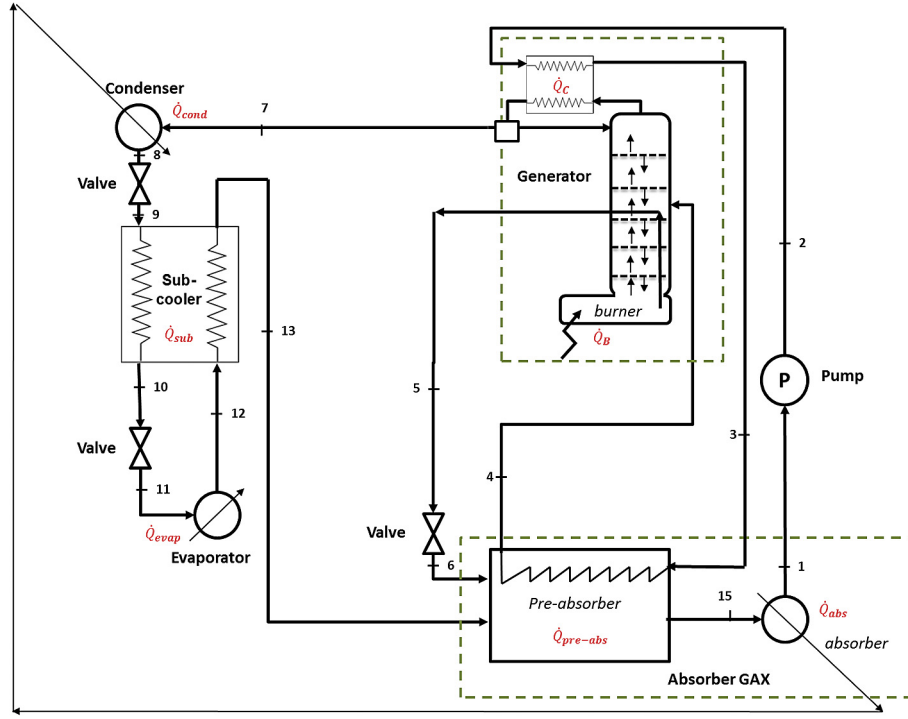 Condenser
Q̇cond
7
Q̇C
8
Valve
Generator
9
2
Sub-
cooler
Q̇sub
13
burner
Q̇B
10
5
P
Pump
12
3
Valve
4
11
Q̇evap
Evaporator
Valve
6
1
Pre-absorber
15
Q̇abs
Q̇pre−abs
absorber
Absorber GAX